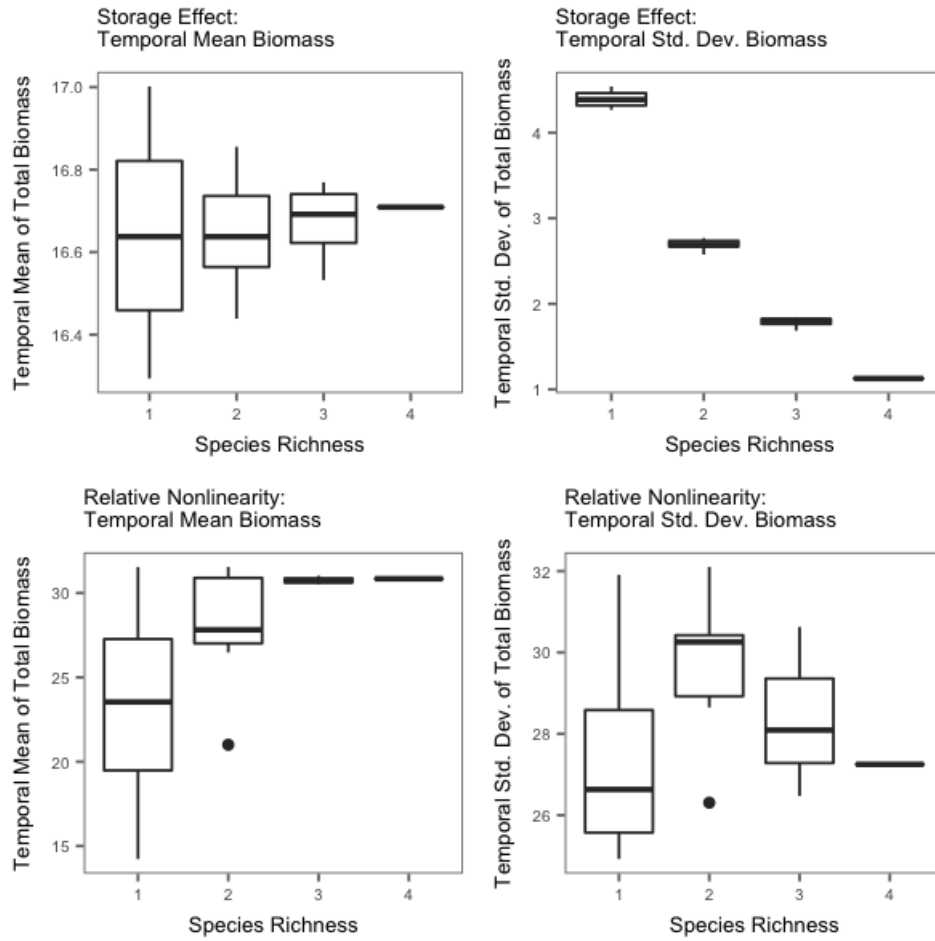 Storage Effect:
Temporal Mean Biomass
Temporal Mean of Total Biomass
17.0
16.8
16.6
16.4
1 2 3 4
Species Richness
Storage Effect:
Temporal Std. Dev. Biomass
Temporal Std. Dev. of Total Biomass
4
3
2
1
1 2 3 4
Species Richness
Relative Nonlinearity:
Temporal Mean Biomass
Temporal Mean of Total Biomass
30
25
20
15
1 2 3 4
Species Richness
Relative Nonlinearity:
Temporal Std. Dev. Biomass
Temporal Std. Dev. of Total Biomass
32
30
28
26
1 2 3 4
Species Richness